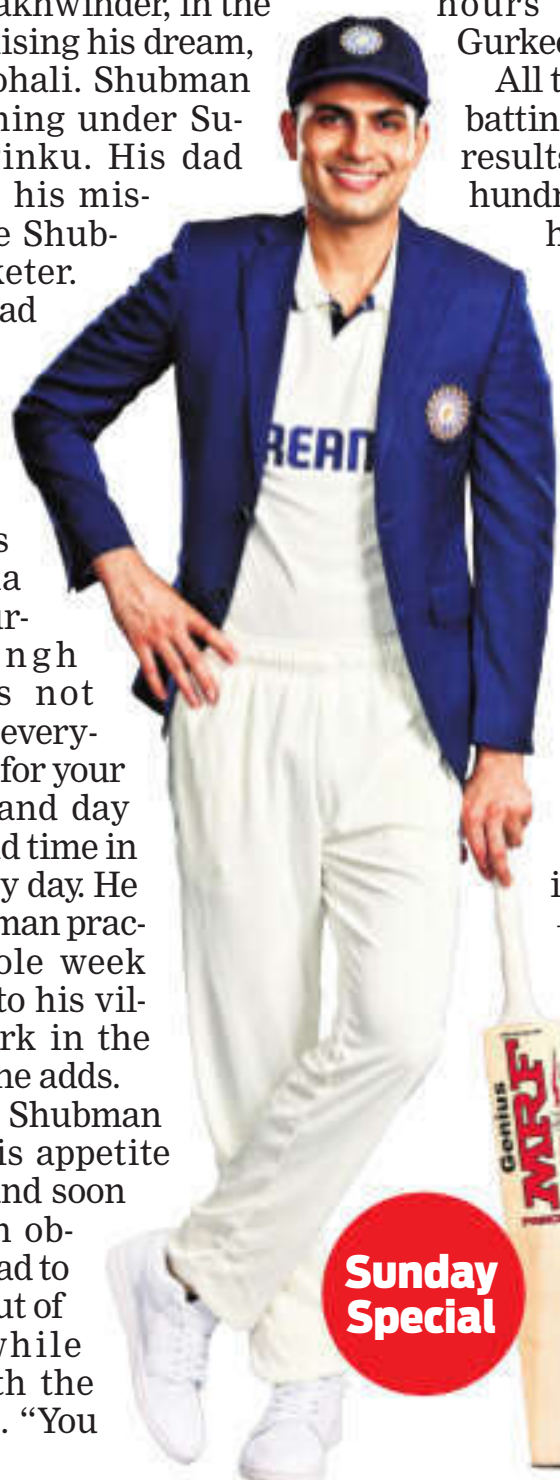 akhwinder, in the
ising his dream,
ohali. Shubman
ning under Su-
inku. His dad
his mis-
e Shub-
keter.
ad
s
a
ur-
ngh
s not
every-
for your
and day
d time in
y day. He
man prac-
ole week
to his vil-
rk in the
he adds.
Shubman
is appetite
and soon
n ob-
ad to
ut of
while
th the
. “You
hours
Gurkee
All t
battin
results
hundr
h
i
REAM
Genius
MRF
Sunday
Special